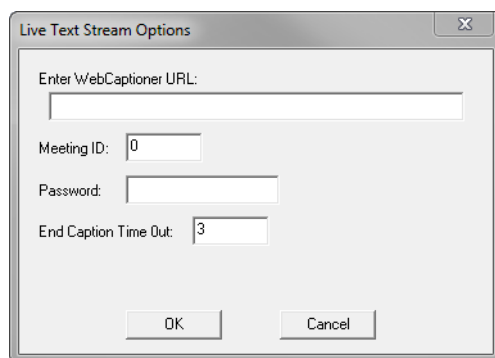 Live Text Stream Options
Enter WebCaptioner URL:
Meeting ID: 0
Password:
End Caption Time Out: 3
OK Cancel